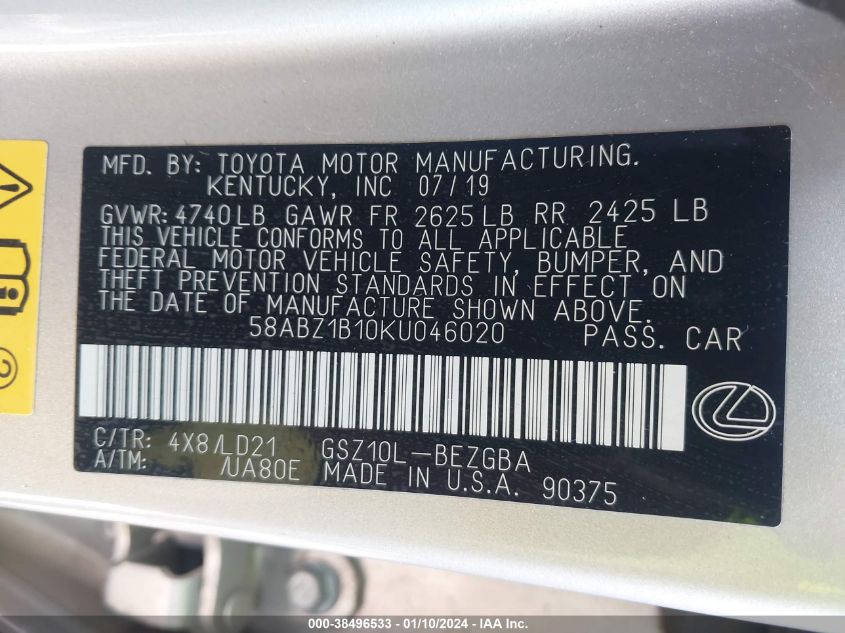 MFD. BY: TOYOTA MOTOR MANUFACTURING.
KENTUCKY, INC 07/19
GVWR: 4740LB GAWR FR 2625LB RR 2425 LB
THIS VEHICLE CONFORMS TO ALL APPLICABLE
FEDERAL MOTOR VEHICLE SAFETY, BUMPER, AND
THEFT PREVENTION STANDARDS IN EFFECT ON
THE DATE OF MANUFACTURE SHOWN ABOVE.
58ABZ1B10KU046020 PASS. CAR
C/TR: 4X8/LD21 GSZ10L-BEZGBA
A/TM: /UA80E MADE IN U.S.A. 90375
2
000-38496533 - 01/10/2024 - IAA Inc.